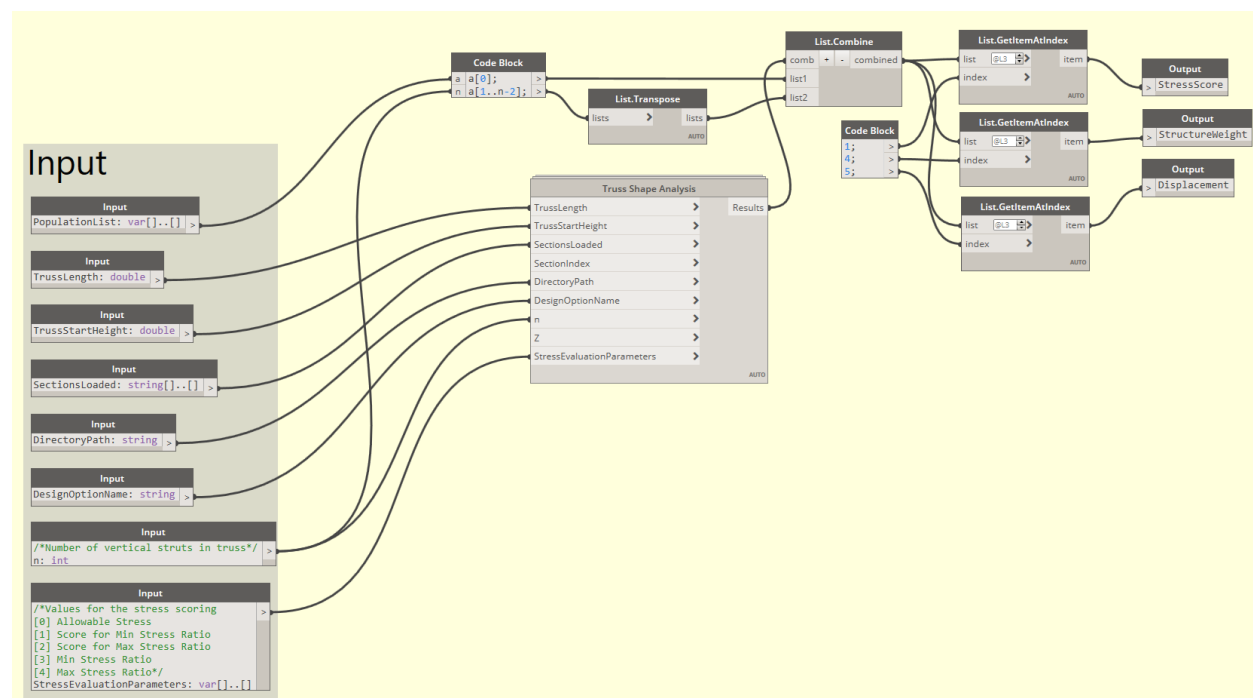 Input
Input
PopulationList: var[]..[] >
Input
TrussLength: double >
Input
TrussStartHeight: double >
Input
SectionsLoaded: string[]..[] >
Input
DirectoryPath: string >
Input
DesignOptionName: string >
Input
/*Number of vertical struts in truss*/ >
n: int
Input
/*Values for the stress scoring >
[0] Allowable Stress
[1] Score for Min Stress Ratio
[2] Score for Max Stress Ratio
[3] Min Stress Ratio
[4] Max Stress Ratio*/
StressEvaluationParameters: var[]..[]
Code Block
a a[0]; >
n a[1..n-2]; >
List.Transpose
lists > lists
AUTO
Truss Shape Analysis
TrussLength > Results
TrussStartHeight >
SectionsLoaded >
SectionIndex >
DirectoryPath >
DesignOptionName >
n >
Z >
StressEvaluationParameters >
AUTO
List.Combine
comb + - combined
list1
list2
AUTO
Code Block
1; >
4; >
5; >
List.GetItemAtIndex
list @L3 > item
index >
AUTO
List.GetItemAtIndex
list @L3 > item
index >
AUTO
List.GetItemAtIndex
list @L3 > item
index >
AUTO
Output
> StressScore
Output
> StructureWeight
Output
> Displacement